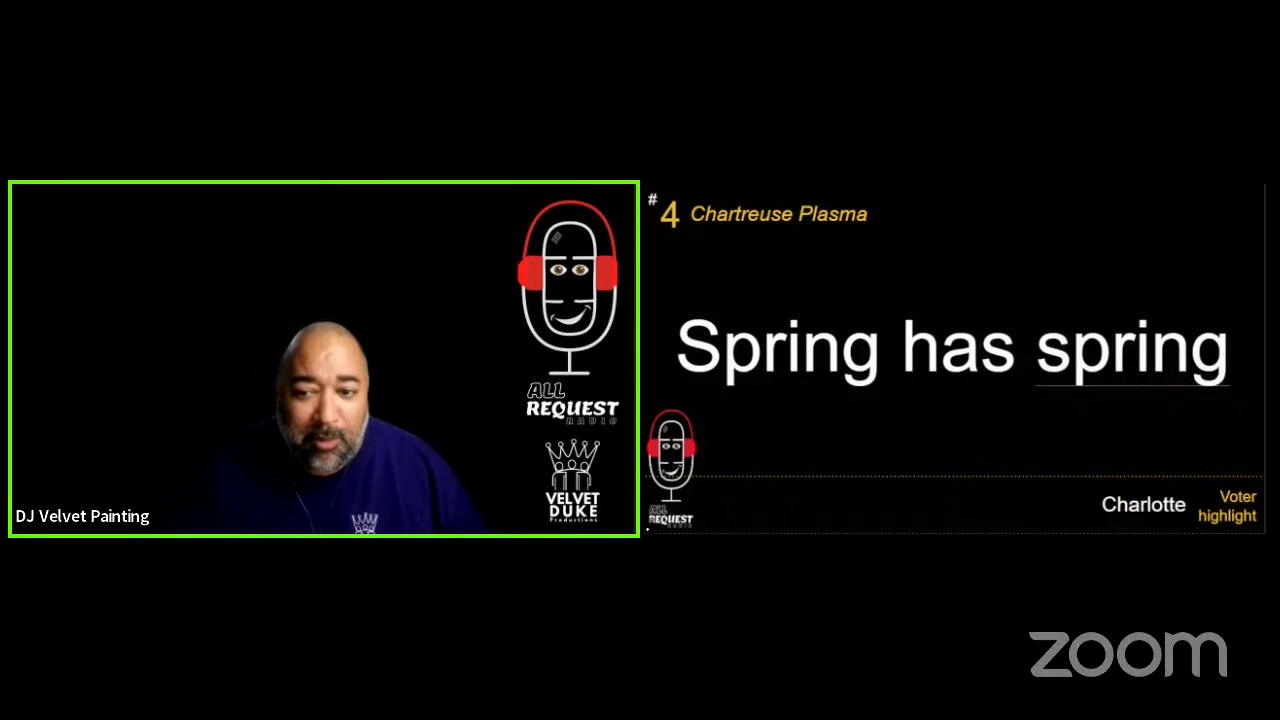 DJ Velvet Painting
ALL
REQUEST
RADIO
VELVET
DUKE
Productions
#4 Chartreuse Plasma
Spring has spring
ALL
REQUEST
RADIO
Charlotte
Voter
highlight
zoom